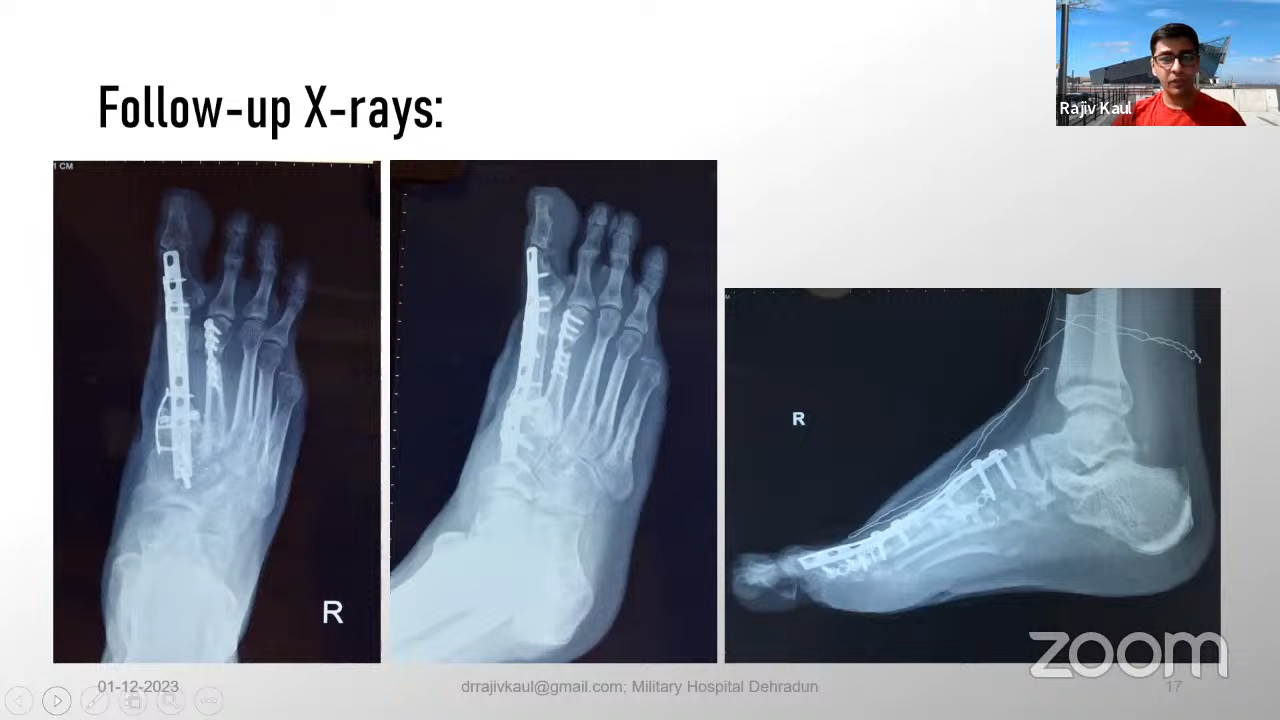 Follow-up X-rays:
Rajiv Kaul
1 CM
R
R
zoom
01-12-2023
drrajivkaul@gmail.com; Military Hospital Dehradun
17